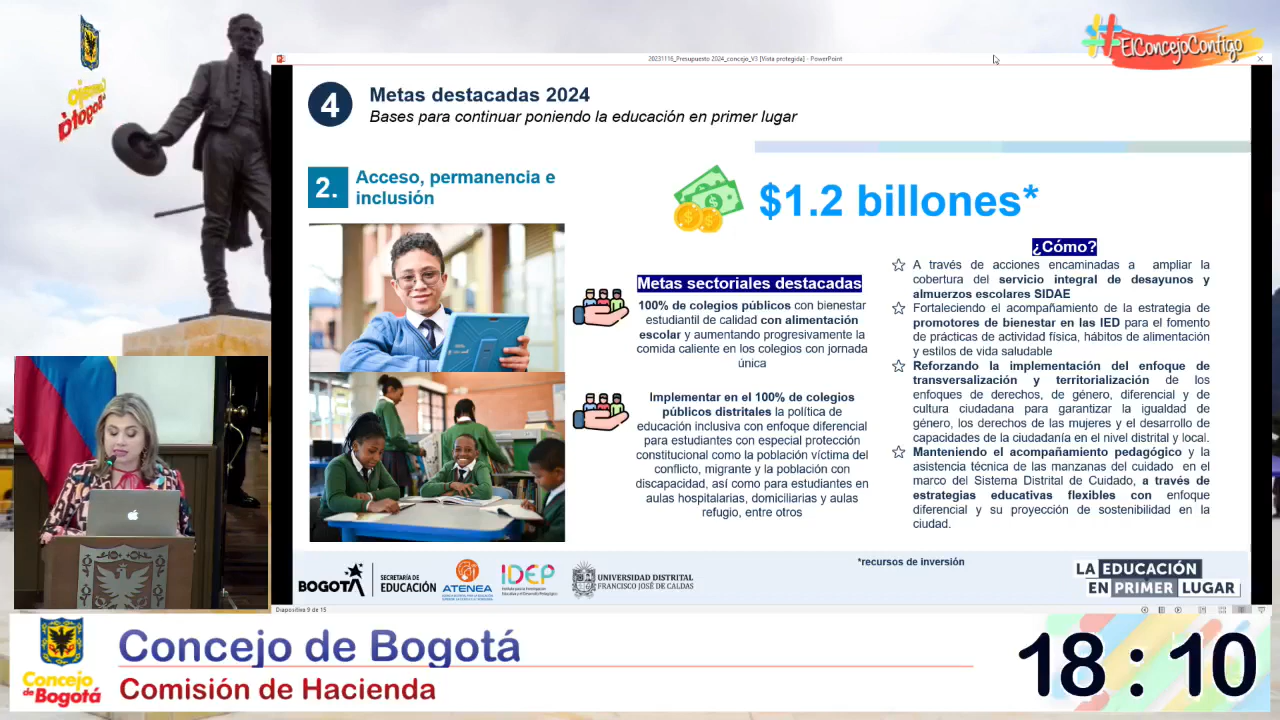 #ElConcejoContigo
20231116_Presupuesto 2024_concejo_V3 [Vista protegida] - PowerPoint
4
Metas destacadas 2024
Bases para continuar poniendo la educación en primer lugar
2.
Acceso, permanencia e
inclusión
$1.2 billones*
Metas sectoriales destacadas
100% de colegios públicos con bienestar
estudiantil de calidad con alimentación
escolar y aumentando progresivamente la
comida caliente en los colegios con jornada
única
Implementar en el 100% de colegios
públicos distritales la política de
educación inclusiva con enfoque diferencial
para estudiantes con especial protección
constitucional como la población víctima del
conflicto, migrante y la población con
discapacidad, así como para estudiantes en
aulas hospitalarias, domiciliarias y aulas
refugio, entre otros
¿Cómo?
A través de acciones encaminadas a ampliar la
cobertura del servicio integral de desayunos y
almuerzos escolares SIDAE
Fortaleciendo el acompañamiento de la estrategia de
promotores de bienestar en las IED para el fomento
de prácticas de actividad física, hábitos de alimentación
y estilos de vida saludable
Reforzando la implementación del enfoque de
transversalización y territorialización de los
enfoques de derechos, de género, diferencial y de
cultura ciudadana para garantizar la igualdad de
género, los derechos de las mujeres y el desarrollo de
capacidades de la ciudadanía en el nivel distrital y local.
Manteniendo el acompañamiento pedagógico y la
asistencia técnica de las manzanas del cuidado en el
marco del Sistema Distrital de Cuidado, a través de
estrategias educativas flexibles con enfoque
diferencial y su proyección de sostenibilidad en la
ciudad.
*recursos de inversión
BOGOTÁ
SECRETARÍA DE
EDUCACIÓN
ATENEA
IDEP
UNIVERSIDAD DISTRITAL
FRANCISCO JOSÉ DE CALDAS
LA EDUCACIÓN
EN PRIMER LUGAR
Diapositiva 9 de 15
Concejo
de Bogotá
Concejo de Bogotá
Comisión de Hacienda
18:10